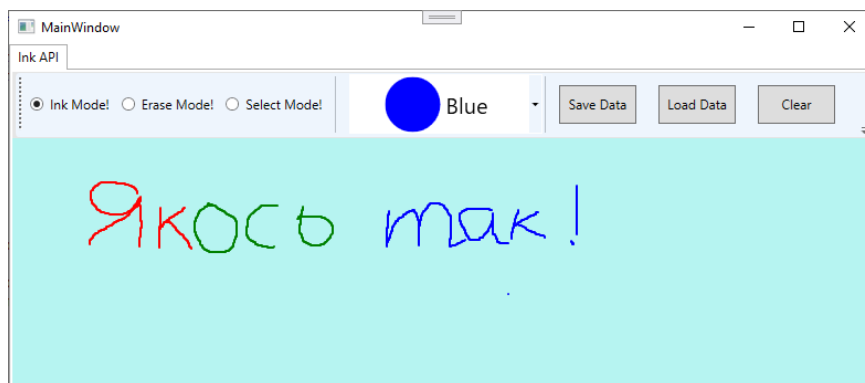 MainWindow
Ink API
Ink Mode! Erase Mode! Select Mode! Blue Save Data Load Data Clear
Якось так!